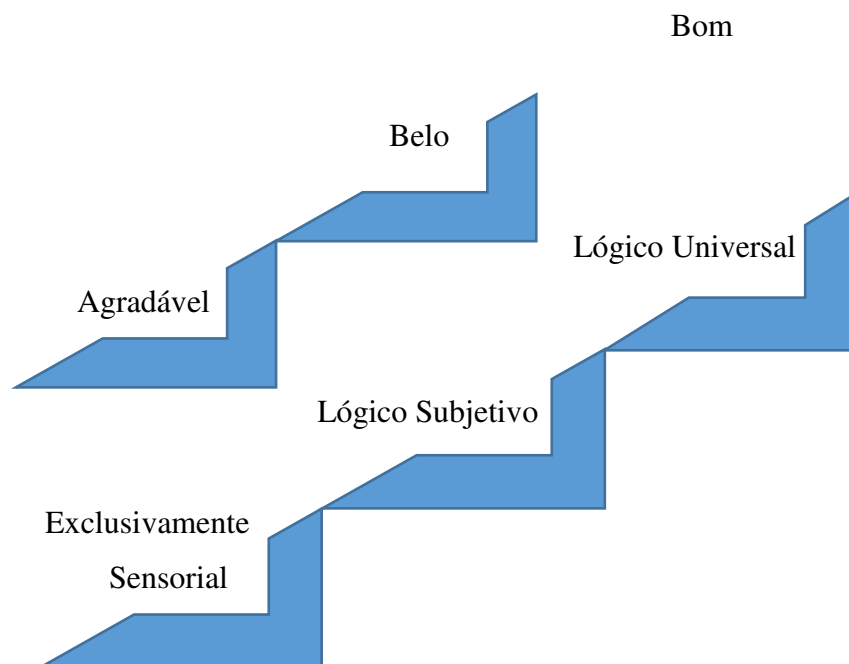 Bom
Belo
Lógico Universal
Agradável
Lógico Subjetivo
Exclusivamente
Sensorial